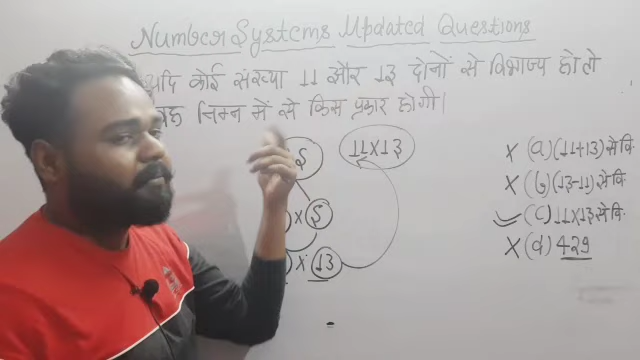 Number Systems Updated Questions
यदि कोई संख्या 11 और 13 दोनों से विभाज्य हो तो
वह निम्न में से किस प्रकार होगी।
5
11×13
× 5
× 13
× (a) (11+13) से वि॰
× (b) (13-11) से वि॰
(c) 11×13 से वि॰
× (d) 429